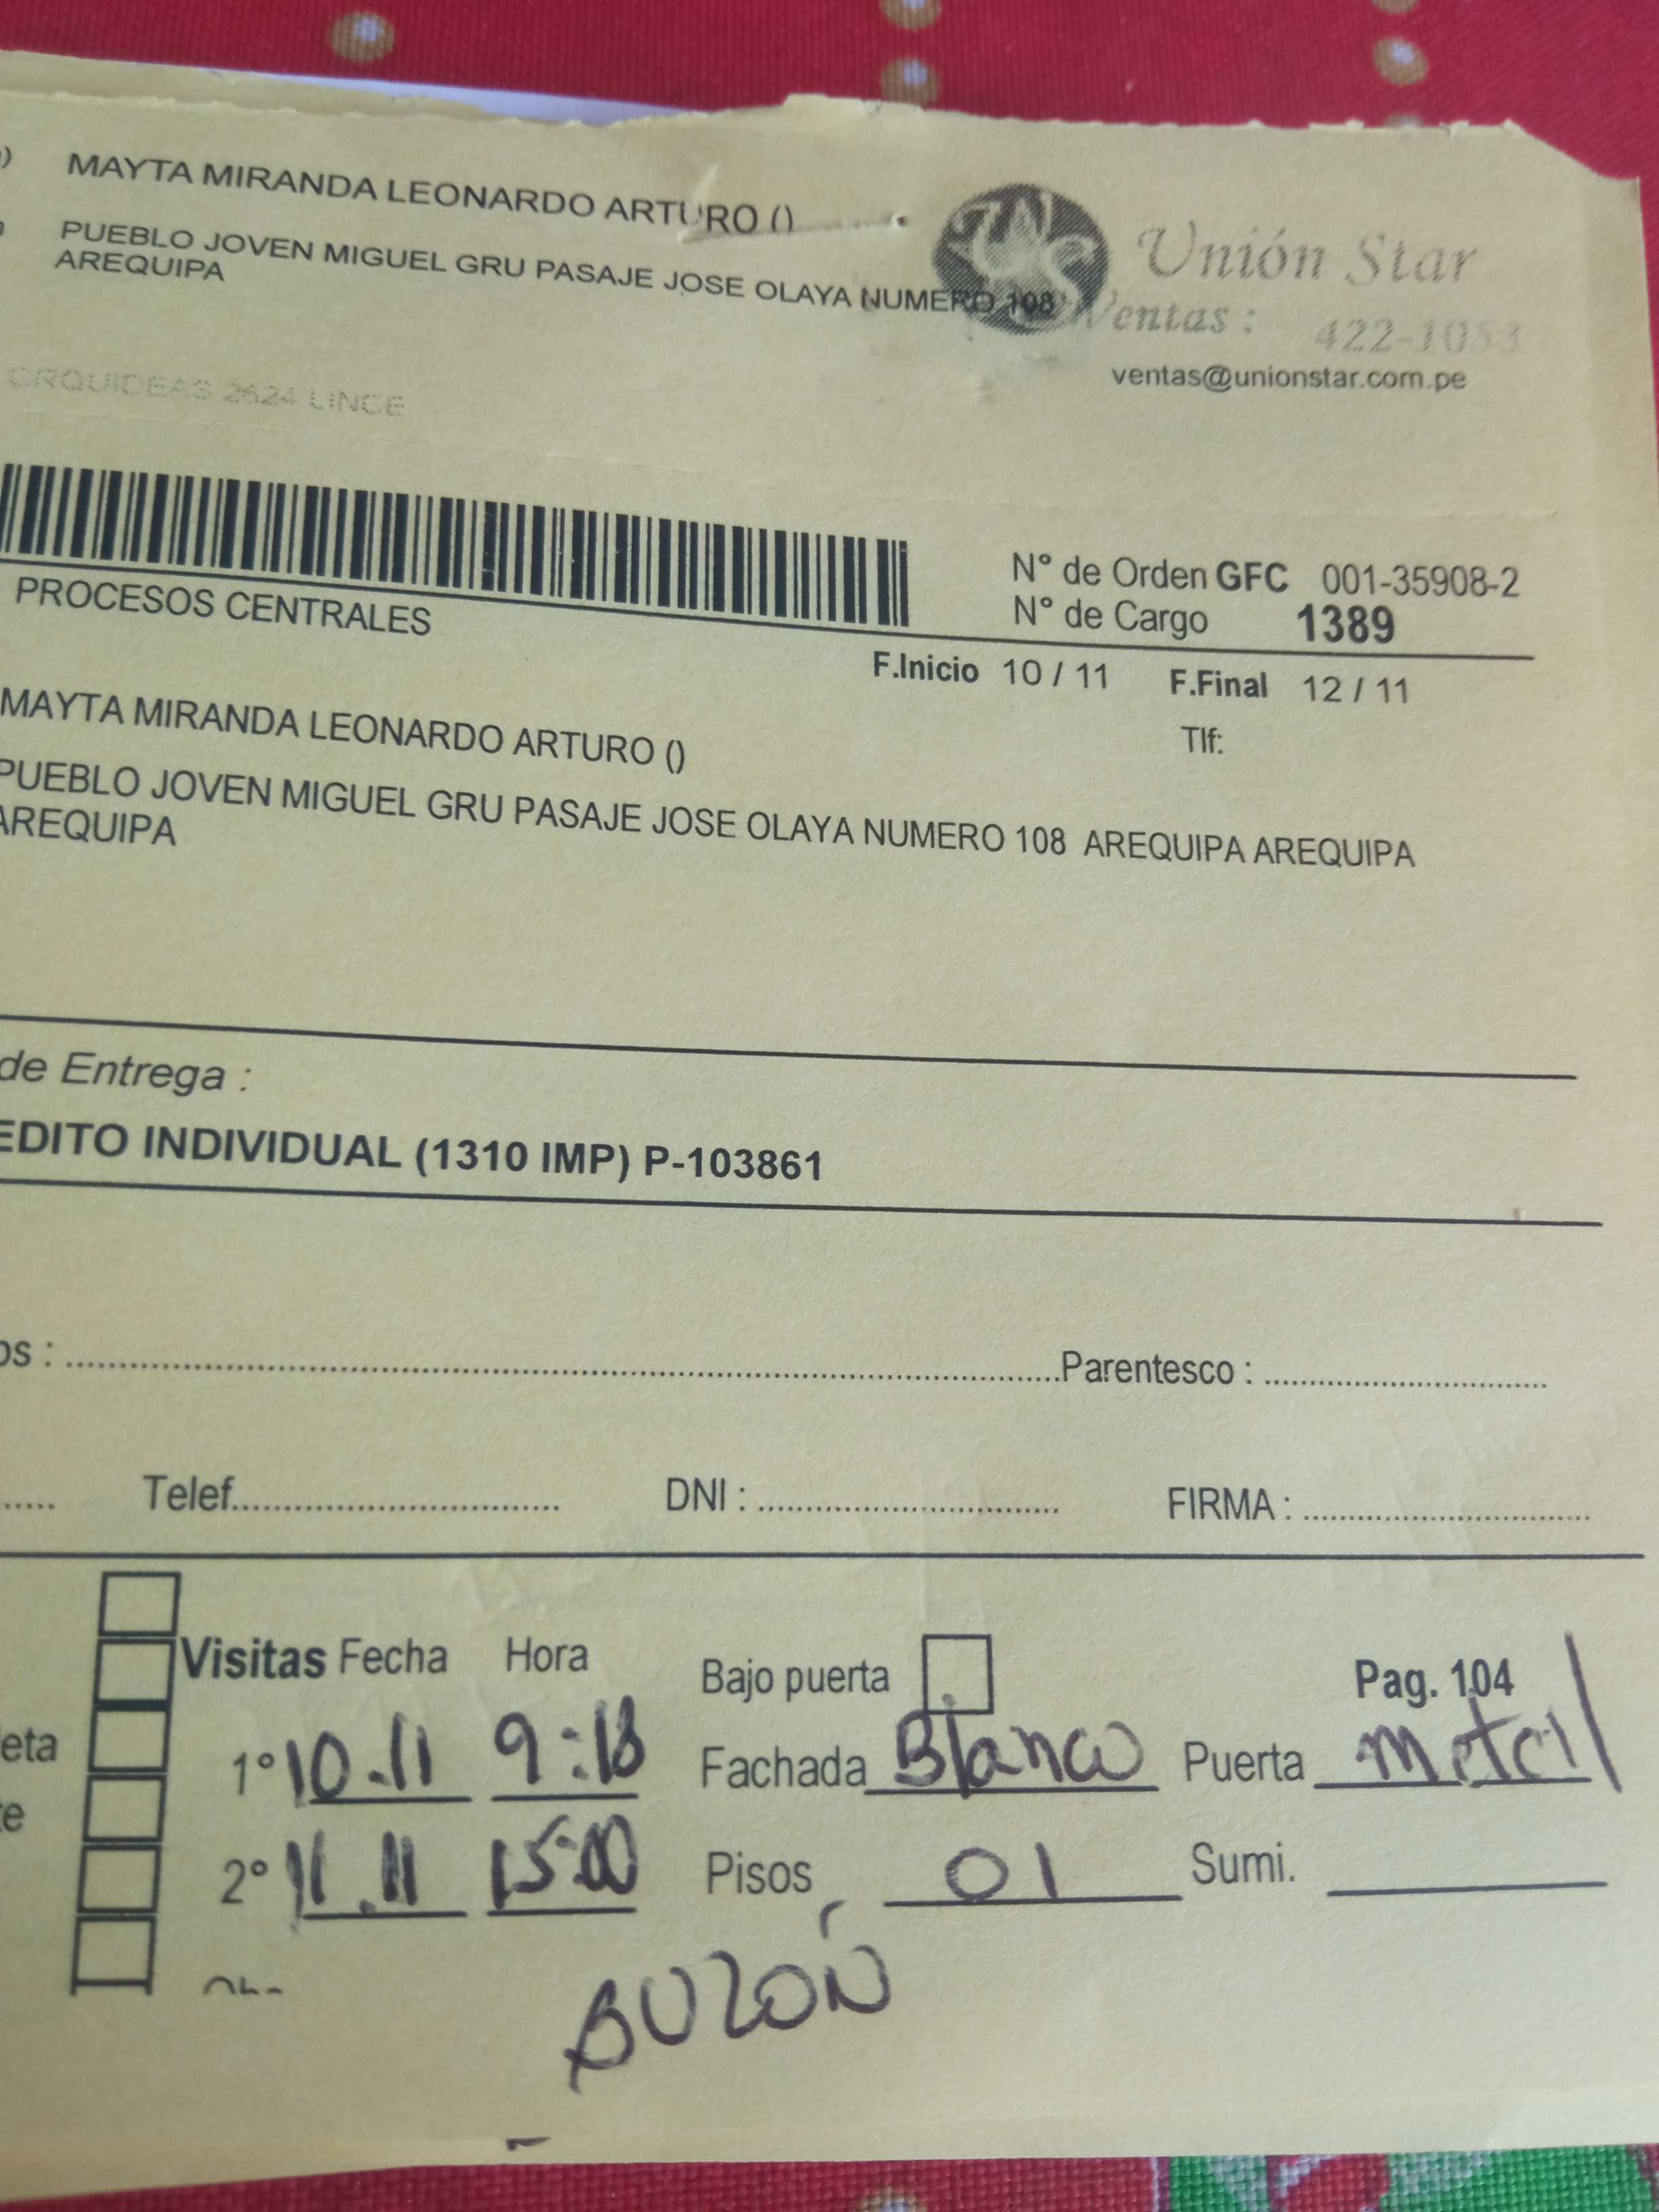 MAYTA MIRANDA LEONARDO ARTURO ()
PUEBLO JOVEN MIGUEL GRU PASAJE JOSE OLAYA NUMERO 108
AREQUIPA
Unión Star
Ventas : 422-1053
ventas@unionstar.com.pe
ORQUIDEAS 2624 LINCE
N° de Orden GFC 001-35908-2
PROCESOS CENTRALES
N° de Cargo 1389
F.Inicio 10 / 11 F.Final 12 / 11
MAYTA MIRANDA LEONARDO ARTURO ()
Tlf:
PUEBLO JOVEN MIGUEL GRU PASAJE JOSE OLAYA NUMERO 108 AREQUIPA AREQUIPA
AREQUIPA
de Entrega :
EDITO INDIVIDUAL (1310 IMP) P-103861
os : Parentesco :
Telef. DNI : FIRMA :
Visitas Fecha Hora Bajo puerta Pag. 104
eta 1° 10.11 9:18 Fachada Blanco Puerta metal
te
2° 11.11 15:00 Pisos 01 Sumi.
BUZÓN